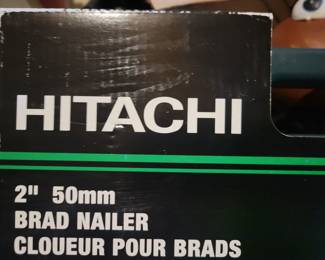 HITACHI
2" 50mm
BRAD NAILER
CLOUEUR POUR BRADS